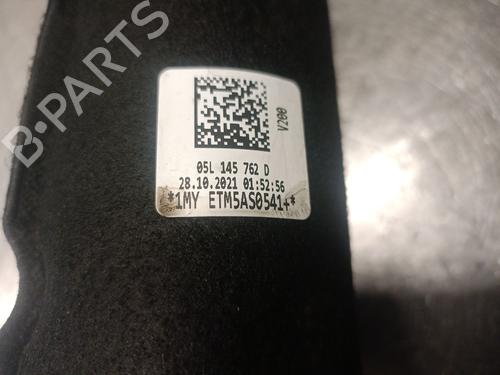 B-PARTS
V200
05L 145 762 D
28.10.2021 01:52:56
*1MY ETM5AS0541+*